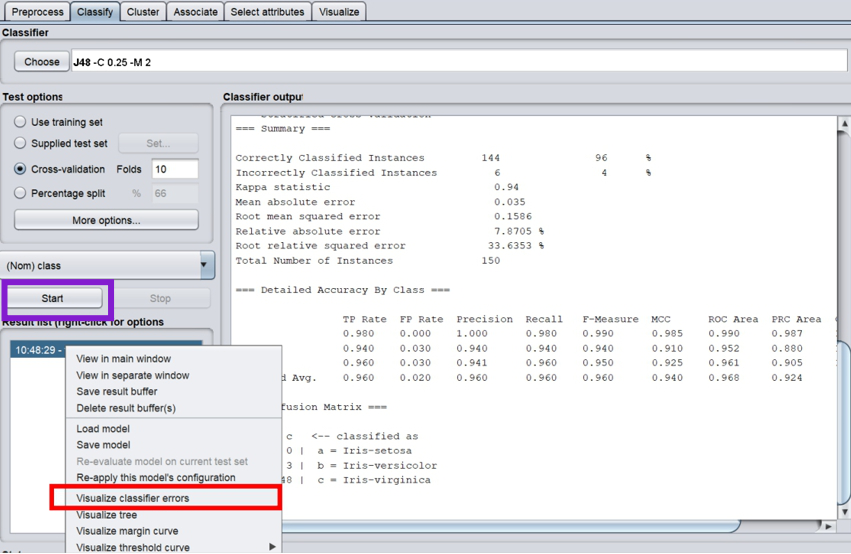 Preprocess Classify Cluster Associate Select attributes Visualize
Classifier
Choose J48 -C 0.25 -M 2
Test options
Use training set
Supplied test set Set...
Cross-validation Folds 10
Percentage split % 66
More options...
(Nom) class
Start Stop
Result list (right-click for options
10:48:29 -
View in main window
View in separate window
Save result buffer
Delete result buffer(s)
Load model
Save model
Re-evaluate model on current test set
Re-apply this model's configuration
Visualize classifier errors
Visualize tree
Visualize margin curve
Visualize threshold curve
Classifier output
=== Summary ===
Correctly Classified Instances 144 96 %
Incorrectly Classified Instances 6 4 %
Kappa statistic 0.94
Mean absolute error 0.035
Root mean squared error 0.1586
Relative absolute error 7.8705 %
Root relative squared error 33.6353 %
Total Number of Instances 150
=== Detailed Accuracy By Class ===
TP Rate FP Rate Precision Recall F-Measure MCC ROC Area PRC Area
0.980 0.000 1.000 0.980 0.990 0.985 0.990 0.987
0.940 0.030 0.940 0.940 0.940 0.910 0.952 0.880
0.960 0.030 0.941 0.960 0.950 0.925 0.961 0.905
d Avg. 0.960 0.020 0.960 0.960 0.960 0.940 0.968 0.924
fusion Matrix ===
c <-- classified as
0 | a = Iris-setosa
3 | b = Iris-versicolor
48 | c = Iris-virginica